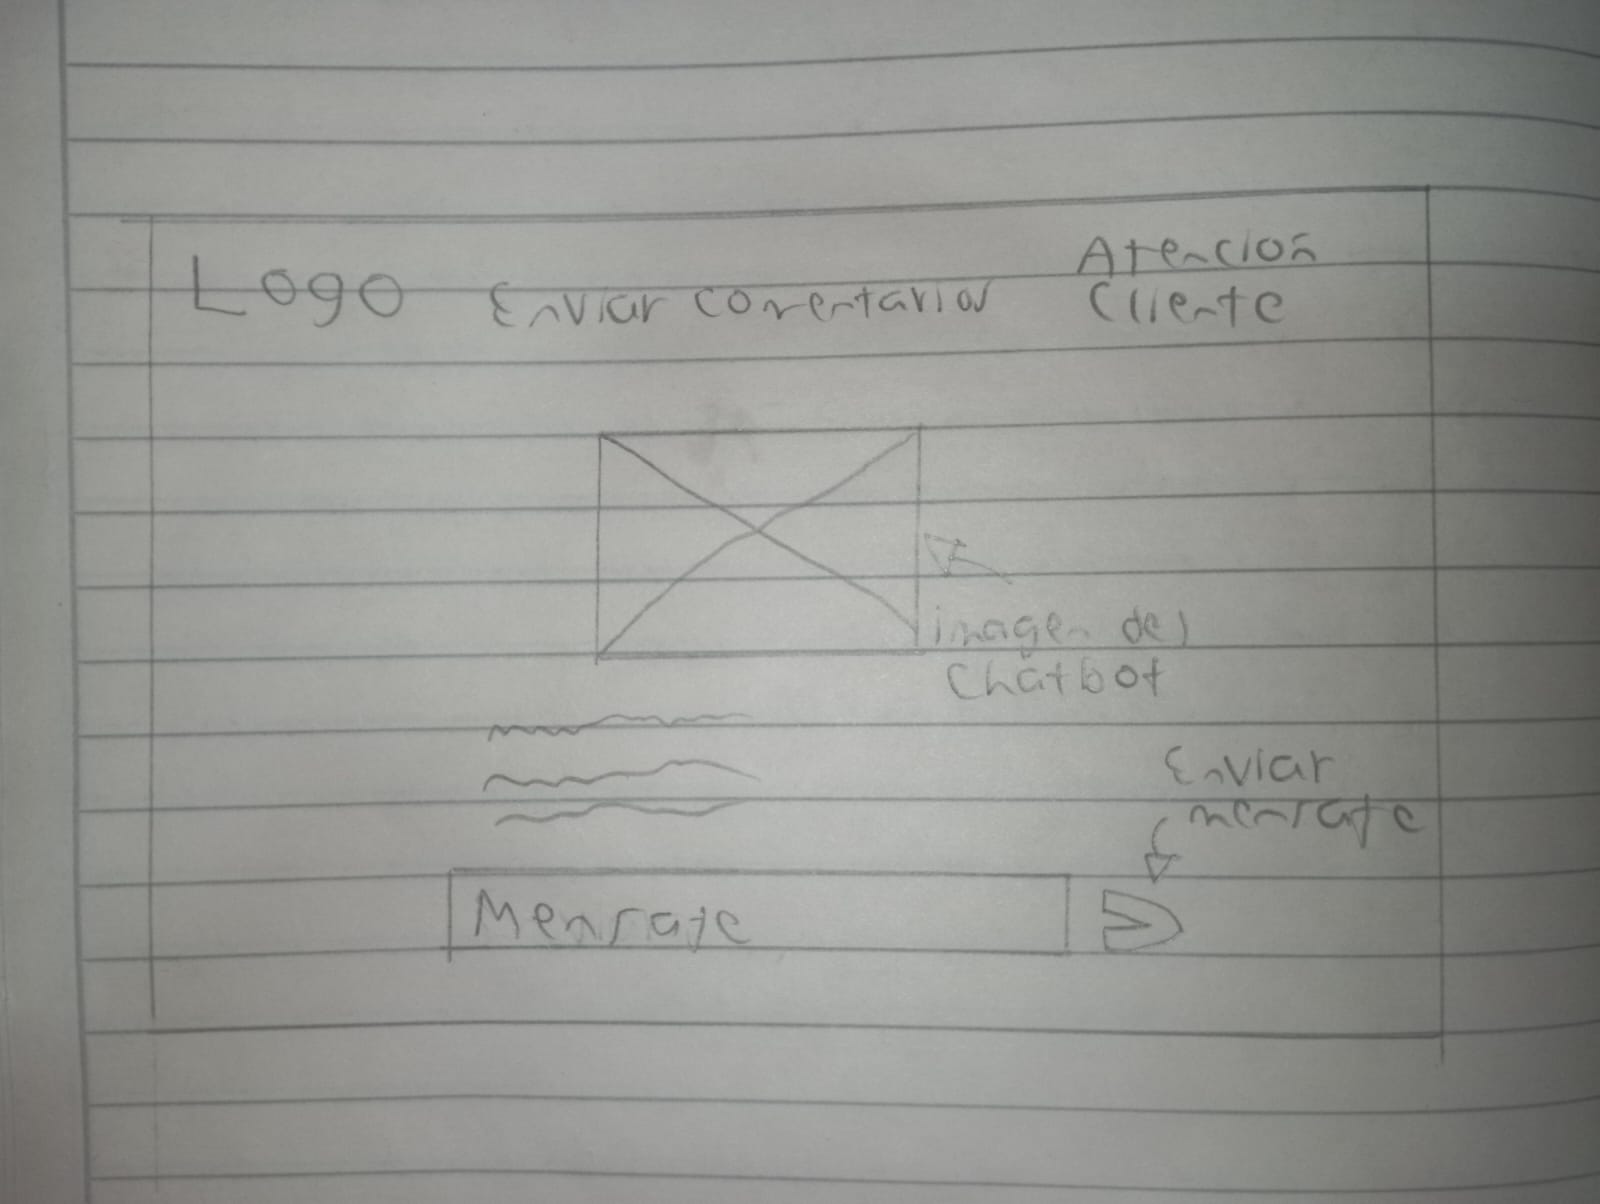 Logo
Enviar comentarios
Atención
Cliente
imagen del
Chatbot
Enviar
mensaje
Mensaje